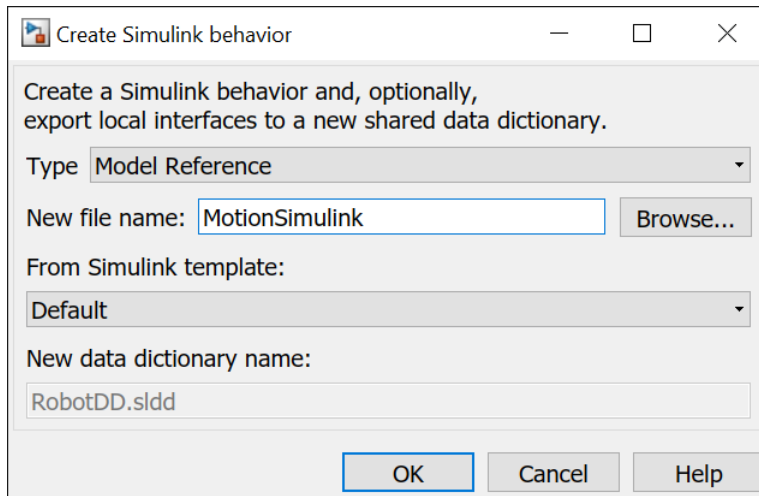 Create Simulink behavior
Create a Simulink behavior and, optionally,
export local interfaces to a new shared data dictionary.
Type Model Reference
New file name: MotionSimulink Browse...
From Simulink template:
Default
New data dictionary name:
RobotDD.sldd
OK Cancel Help